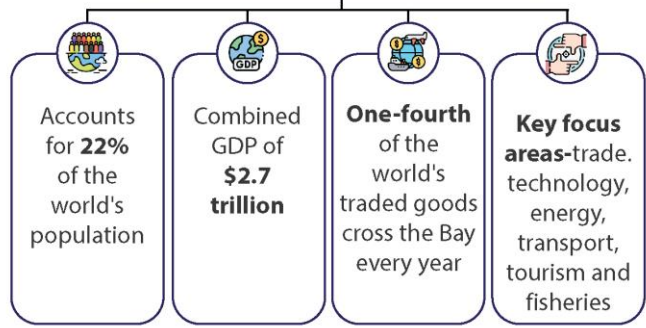 Accounts
for 22%
of the
world's
population
GDP
Combined
GDP of
$2.7
trillion
One-fourth
of the
world's
traded goods
cross the Bay
every year
Key focus
areas-trade.
technology,
energy,
transport,
tourism and
fisheries